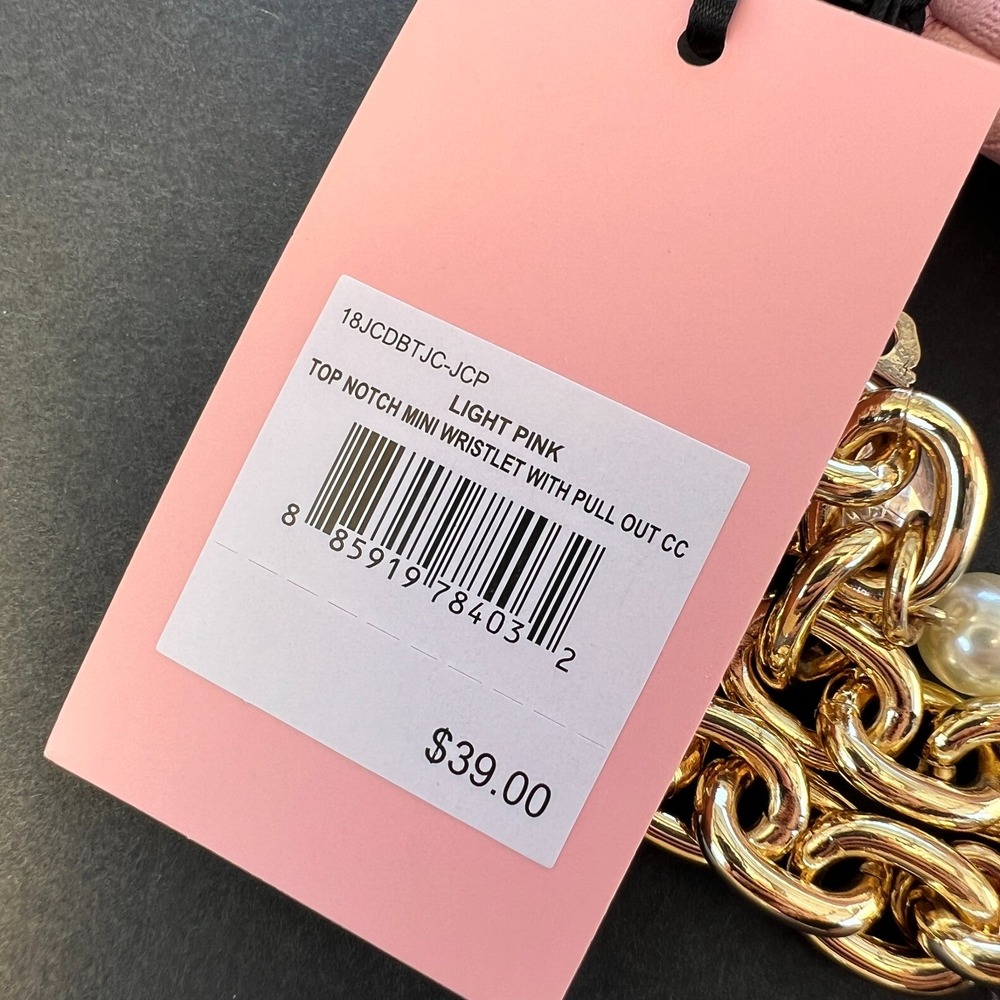 18JCDBTJC-JCP
LIGHT PINK
TOP NOTCH MINI WRISTLET WITH PULL OUT CC
8 85919 78403 2
$39.00